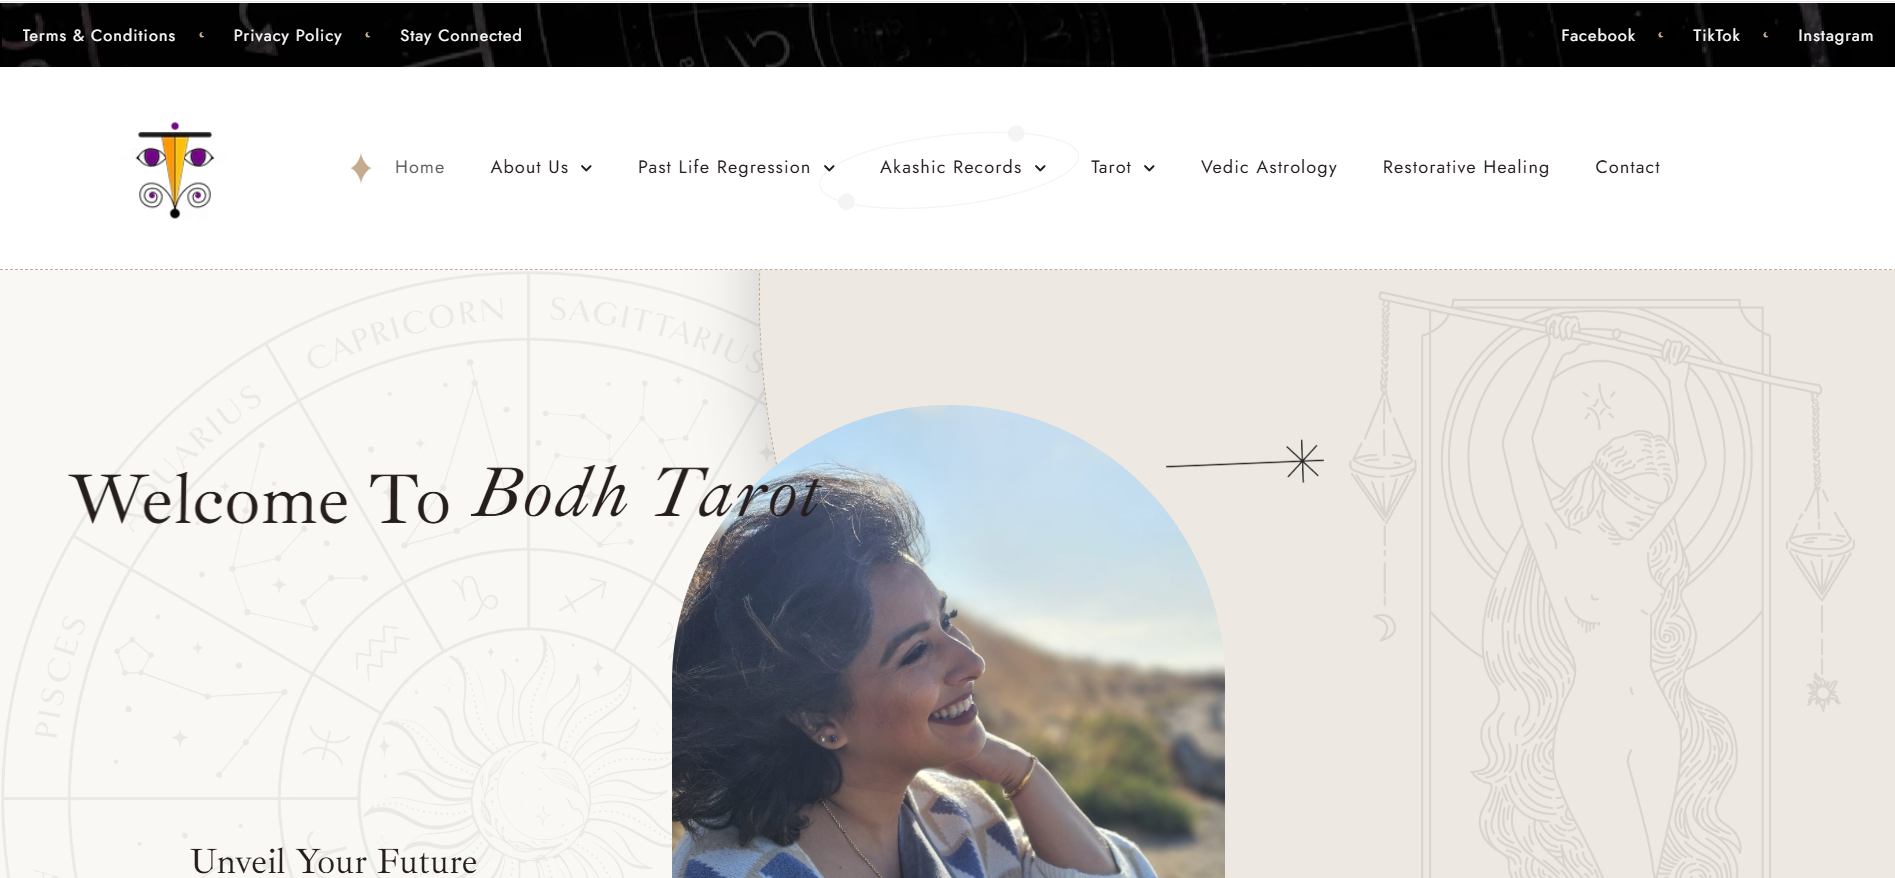 Terms & Conditions Privacy Policy Stay Connected Facebook TikTok Instagram
Home About Us Past Life Regression Akashic Records Tarot Vedic Astrology Restorative Healing Contact
CAPRICORN SAGITTARIUS
PISCES
Welcome To Bodh Tarot
Unveil Your Future